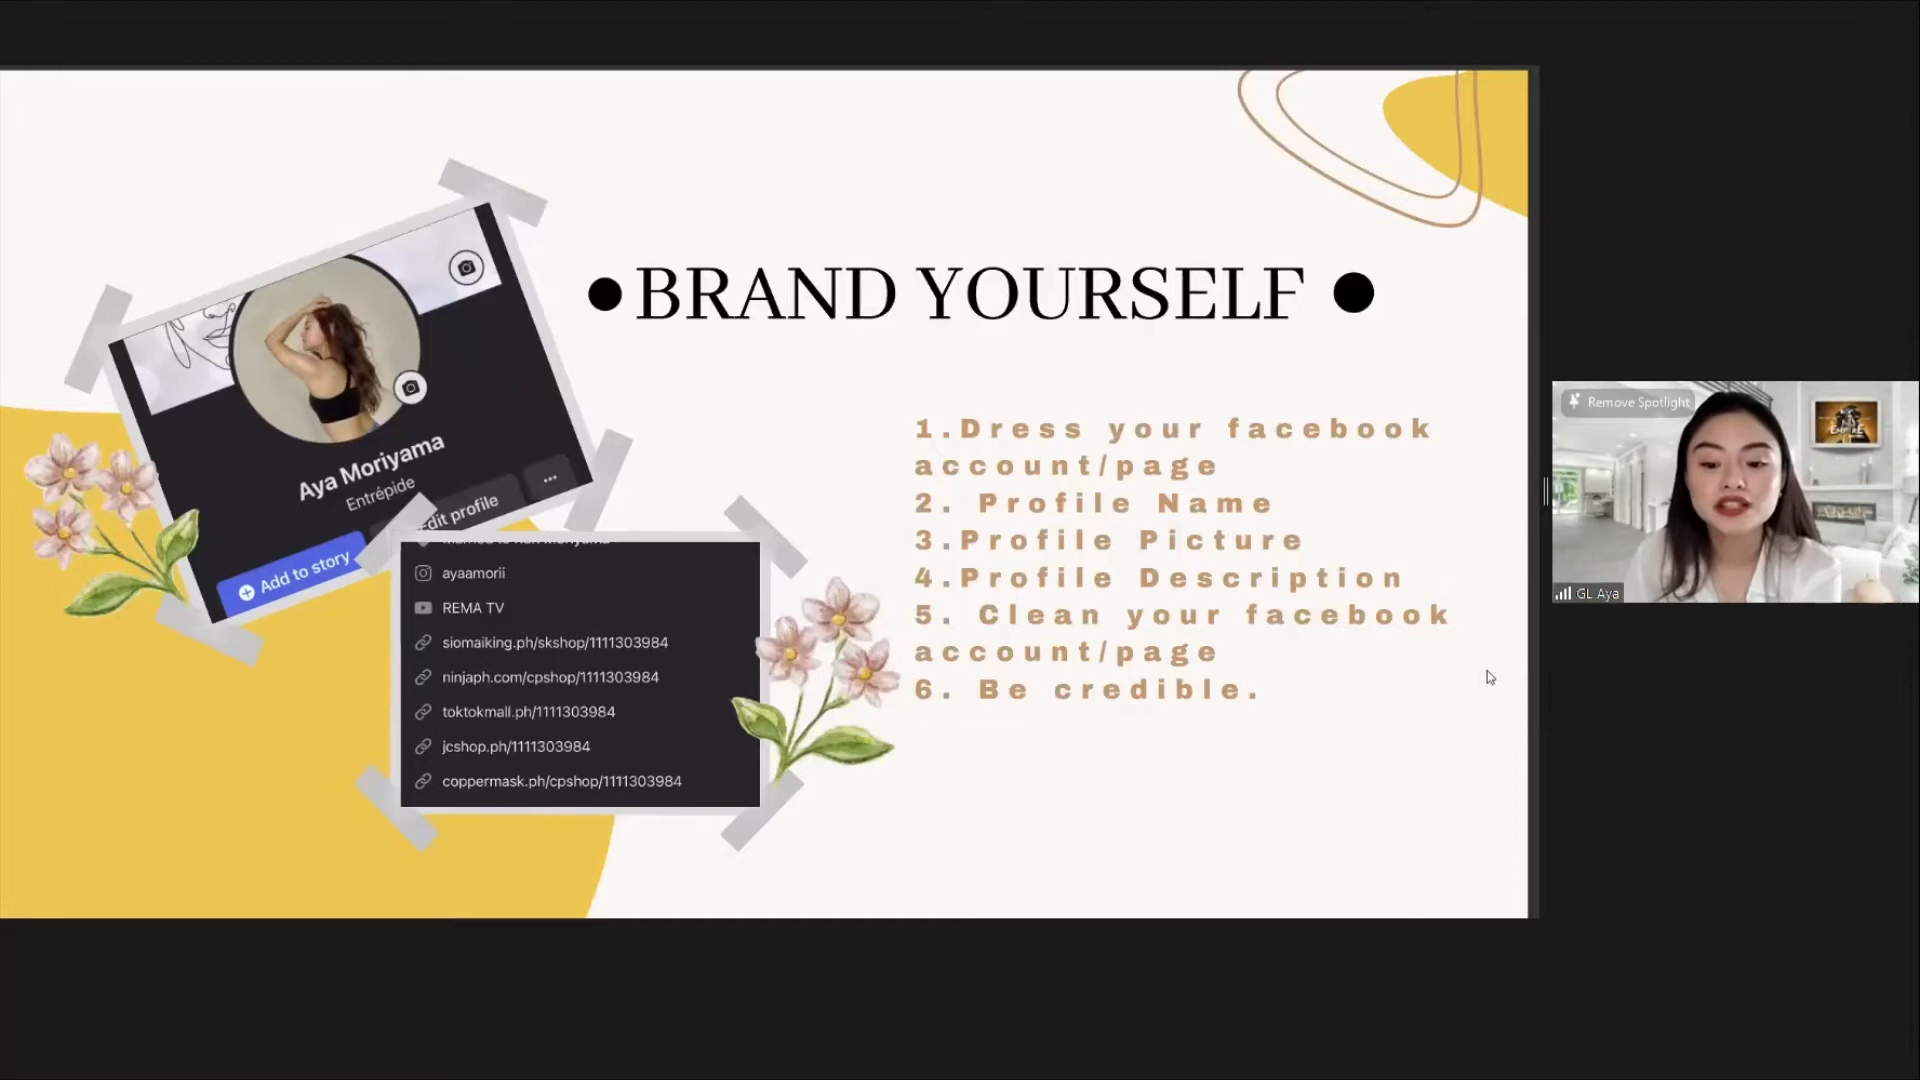 •BRAND YOURSELF •
Aya Moriyama
Entrépide
Edit profile
...
Add to story
ayaamorii
REMA TV
siomaiking.ph/skshop/1111303984
ninjaph.com/cpshop/1111303984
toktokmall.ph/1111303984
jcshop.ph/1111303984
coppermask.ph/cpshop/1111303984
1.Dress your facebook
account/page
2. Profile Name
3.Profile Picture
4.Profile Description
5. Clean your facebook
account/page
6. Be credible.
Remove Spotlight
EMPIRE
GL Aya